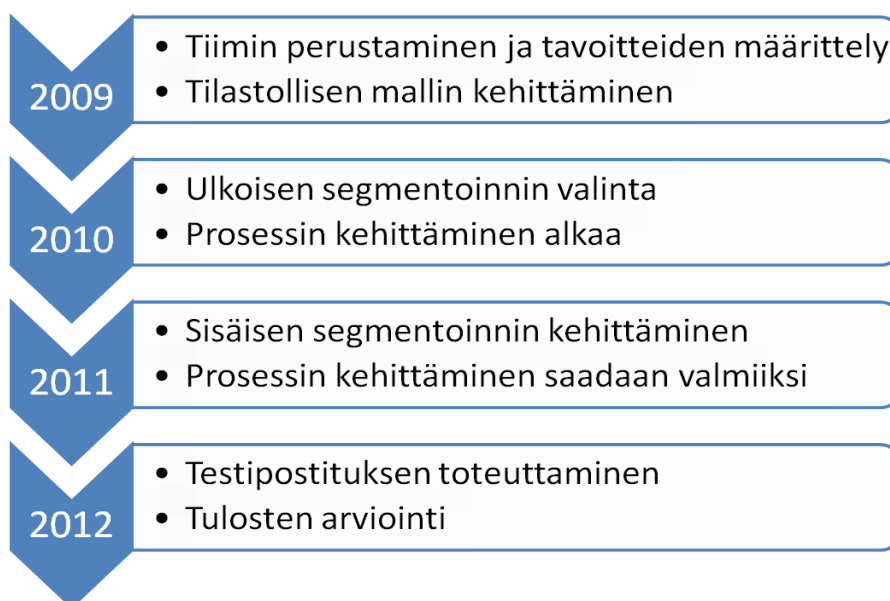 2009
• Tiimin perustaminen ja tavoitteiden määrittely
• Tilastollisen mallin kehittäminen
2010
• Ulkoisen segmentoinnin valinta
• Prosessin kehittäminen alkaa
2011
• Sisäisen segmentoinnin kehittäminen
• Prosessin kehittäminen saadaan valmiiksi
2012
• Testipostituksen toteuttaminen
• Tulosten arviointi